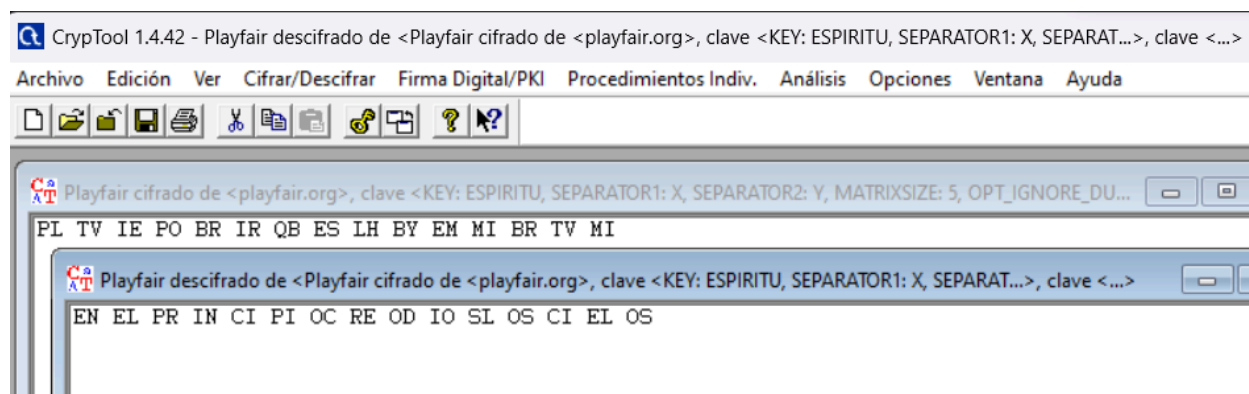 CrypTool 1.4.42 - Playfair descifrado de <Playfair cifrado de <playfair.org>, clave <KEY: ESPIRITU, SEPARATOR1: X, SEPARAT...>, clave <...>
Archivo Edición Ver Cifrar/Descifrar Firma Digital/PKI Procedimientos Indiv. Análisis Opciones Ventana Ayuda
Playfair cifrado de <playfair.org>, clave <KEY: ESPIRITU, SEPARATOR1: X, SEPARATOR2: Y, MATRIXSIZE: 5, OPT_IGNORE_DU...
PL TV IE PO BR IR QB ES LH BY EM MI BR TV MI
Playfair descifrado de <Playfair cifrado de <playfair.org>, clave <KEY: ESPIRITU, SEPARATOR1: X, SEPARAT...>, clave <...>
EN EL PR IN CI PI OC RE OD IO SL OS CI EL OS